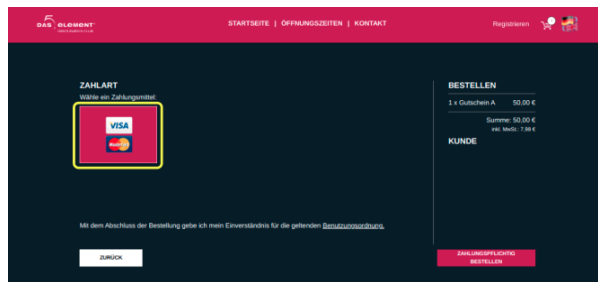 DAS ELEMENT
STARTSEITE | ÖFFNUNGSZEITEN | KONTAKT
Registrieren
ZAHLART
Wähle ein Zahlungsmittel:
VISA
BESTELLEN
1 x Gutschein A 50,00 €
Summe: 50,00 €
inkl. MwSt.: 7,98 €
KUNDE
Mit dem Abschluss der Bestellung gebe ich mein Einverständnis für die geltenden Benutzungsordnung.
ZURÜCK
ZAHLUNGSPFLICHTIG
BESTELLEN